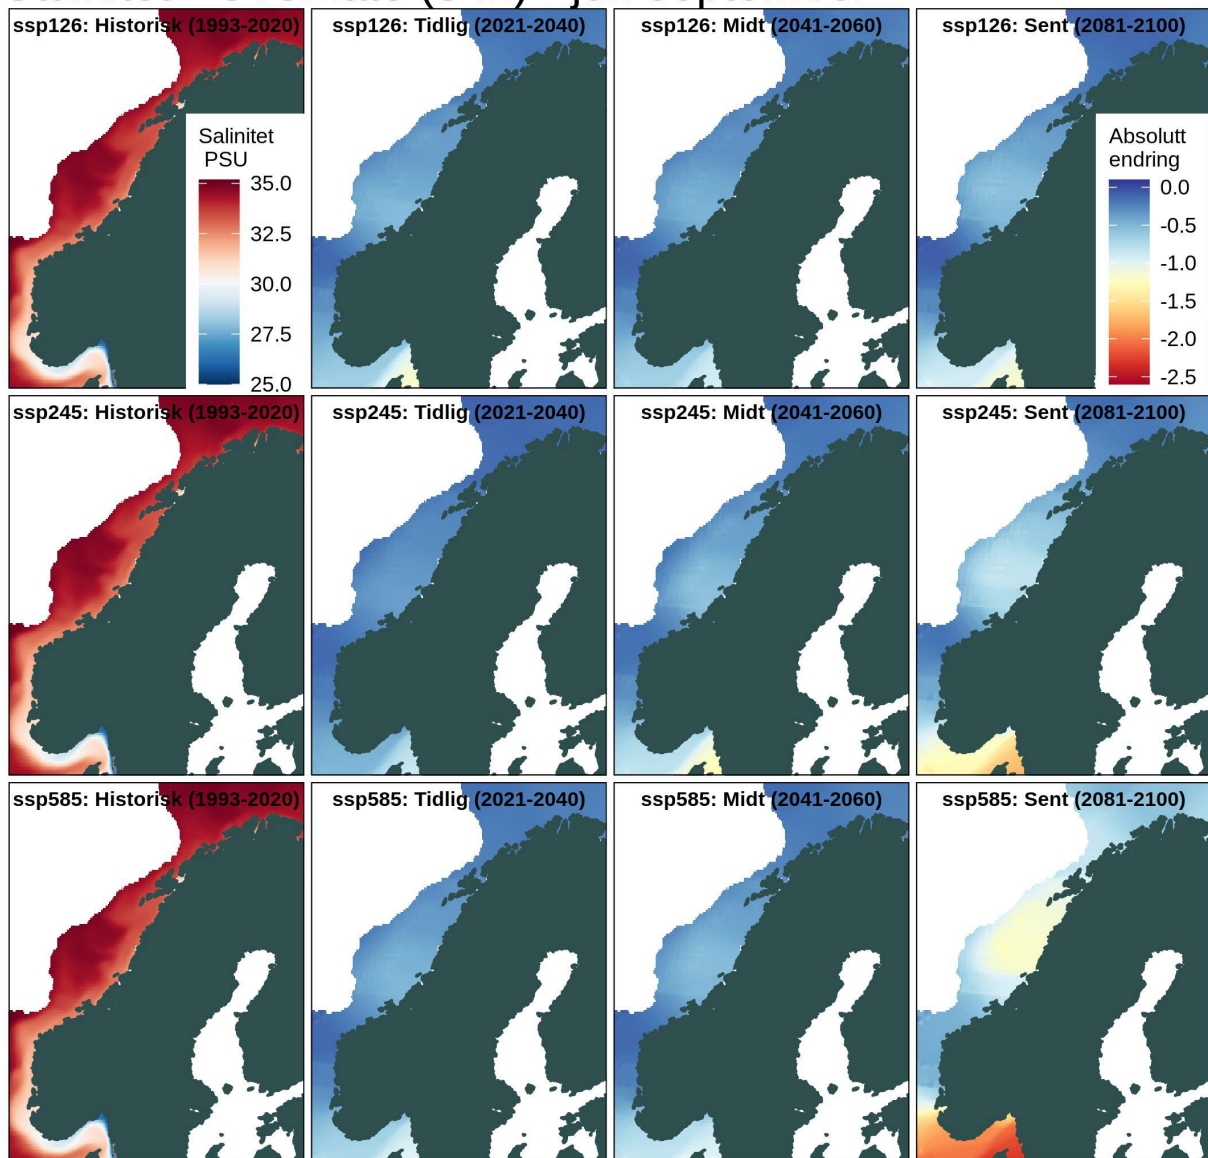 ssp126: Historisk (1993-2020)
ssp126: Tidlig (2021-2040)
ssp126: Midt (2041-2060)
ssp126: Sent (2081-2100)
Salinitet
PSU
35.0
32.5
30.0
27.5
25.0
Absolutt
endring
0.0
-0.5
-1.0
-1.5
-2.0
-2.5
ssp245: Historisk (1993-2020)
ssp245: Tidlig (2021-2040)
ssp245: Midt (2041-2060)
ssp245: Sent (2081-2100)
ssp585: Historisk (1993-2020)
ssp585: Tidlig (2021-2040)
ssp585: Midt (2041-2060)
ssp585: Sent (2081-2100)